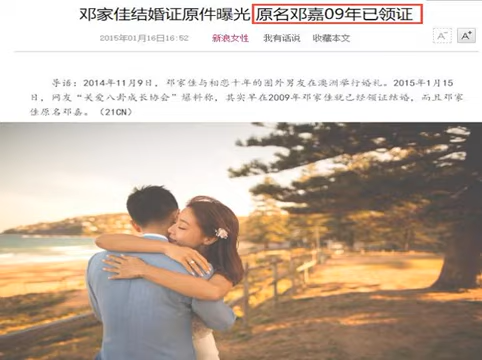 邓家佳结婚证原件曝光 原名邓嘉09年已领证
2015年01月16日16:52 新浪女性 我有话说 收藏本文 A- A+
导语：2014年11月9日，邓家佳与相恋十年的圈外男友在澳洲举行婚礼。2015年1月15
日，网友“关爱八卦成长协会”爆料称，其实早在2009年邓家佳就已经领证结婚，而且邓家
佳原名邓嘉。（21CN）